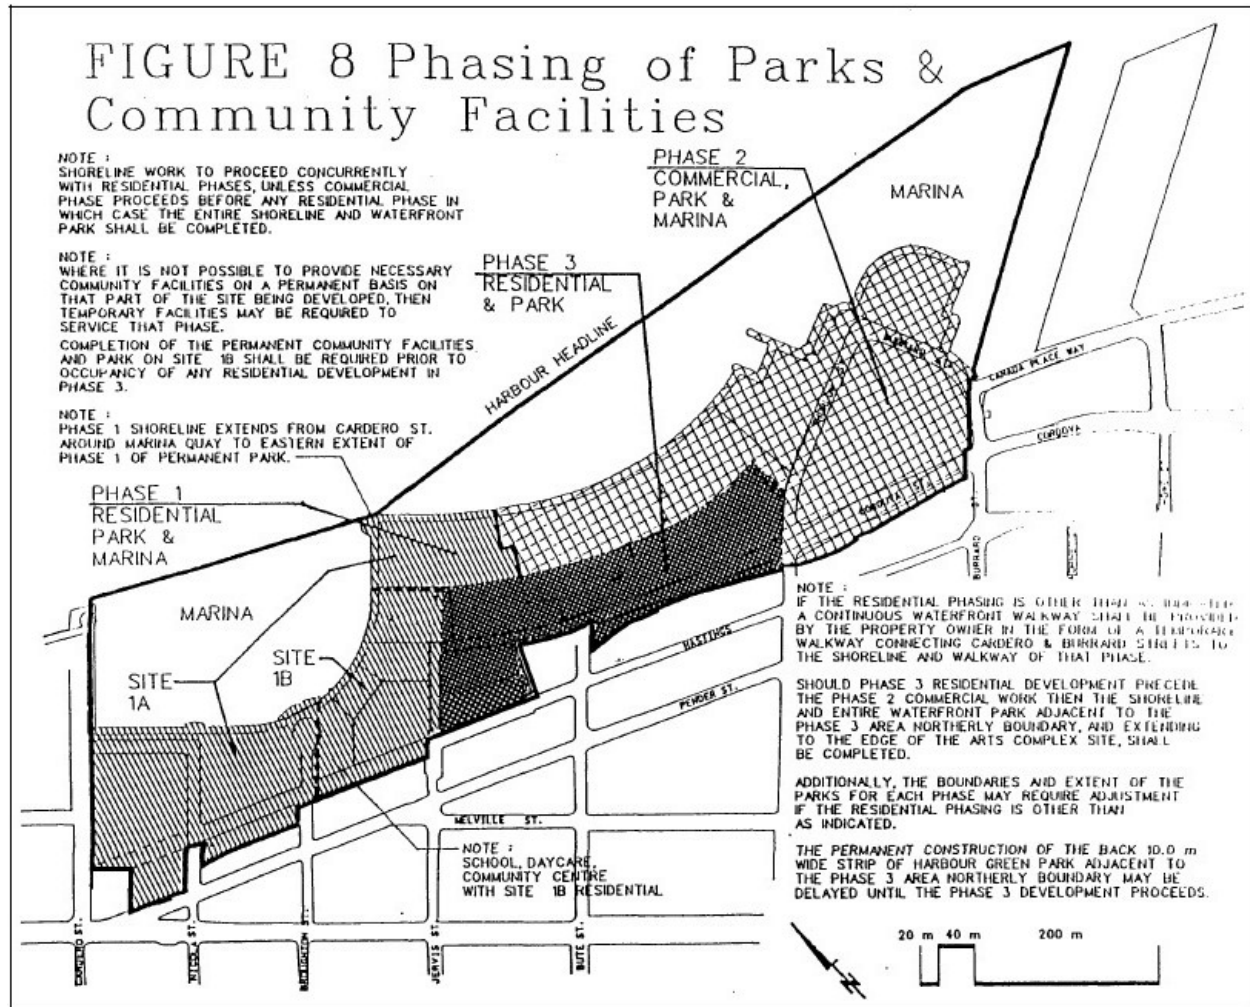 FIGURE 8 Phasing of Parks &
Community Facilities
NOTE :
SHORELINE WORK TO PROCEED CONCURRENTLY
WITH RESIDENTIAL PHASES, UNLESS COMMERCIAL
PHASE PROCEEDS BEFORE ANY RESIDENTIAL PHASE IN
WHICH CASE THE ENTIRE SHORELINE AND WATERFRONT
PARK SHALL BE COMPLETED.
NOTE :
WHERE IT IS NOT POSSIBLE TO PROVIDE NECESSARY
COMMUNITY FACILITIES ON A PERMANENT BASIS ON
THAT PART OF THE SITE BEING DEVELOPED, THEN
TEMPORARY FACILITIES MAY BE REQUIRED TO
SERVICE THAT PHASE.
COMPLETION OF THE PERMANENT COMMUNITY FACILITIES
AND PARK ON SITE 1B SHALL BE REQUIRED PRIOR TO
OCCUPANCY OF ANY RESIDENTIAL DEVELOPMENT IN
PHASE 3.
NOTE :
PHASE 1 SHORELINE EXTENDS FROM CARDERO ST.
AROUND MARINA QUAY TO EASTERN EXTENT OF
PHASE 1 OF PERMANENT PARK.
PHASE 2
COMMERCIAL,
PARK &
MARINA
MARINA
PHASE 3
RESIDENTIAL
& PARK
HARBOUR HEADLINE
PHASE 1
RESIDENTIAL
PARK &
MARINA
MARINA
SITE
1A
SITE
1B
CANADA PLACE WAY
CORDOVA
CORDOVA ST.
BURRARD
HASTINGS
PENDER ST.
MELVILLE ST.
NOTE :
SCHOOL, DAYCARE,
COMMUNITY CENTRE
WITH SITE 1B RESIDENTIAL
NOTE :
IF THE RESIDENTIAL PHASING IS OTHER THAN AS INDICATED
A CONTINUOUS WATERFRONT WALKWAY SHALL BE PROVIDED
BY THE PROPERTY OWNER IN THE FORM OF A TEMPORARY
WALKWAY CONNECTING CARDERO & BURRARD STREETS TO
THE SHORELINE AND WALKWAY OF THAT PHASE.
SHOULD PHASE 3 RESIDENTIAL DEVELOPMENT PRECEDE
THE PHASE 2 COMMERCIAL WORK THEN THE SHORELINE
AND ENTIRE WATERFRONT PARK ADJACENT TO THE
PHASE 3 AREA NORTHERLY BOUNDARY, AND EXTENDING
TO THE EDGE OF THE ARTS COMPLEX SITE, SHALL
BE COMPLETED.
ADDITIONALLY, THE BOUNDARIES AND EXTENT OF THE
PARKS FOR EACH PHASE MAY REQUIRE ADJUSTMENT
IF THE RESIDENTIAL PHASING IS OTHER THAN
AS INDICATED.
THE PERMANENT CONSTRUCTION OF THE BACK 10.0 m
WIDE STRIP OF HARBOUR GREEN PARK ADJACENT TO
THE PHASE 3 AREA NORTHERLY BOUNDARY MAY BE
DELAYED UNTIL THE PHASE 3 DEVELOPMENT PROCEEDS.
CARDERO ST.
NICOLA ST.
BROUGHTON ST.
JERVIS ST.
BUTE ST.
N
20 m 40 m 200 m